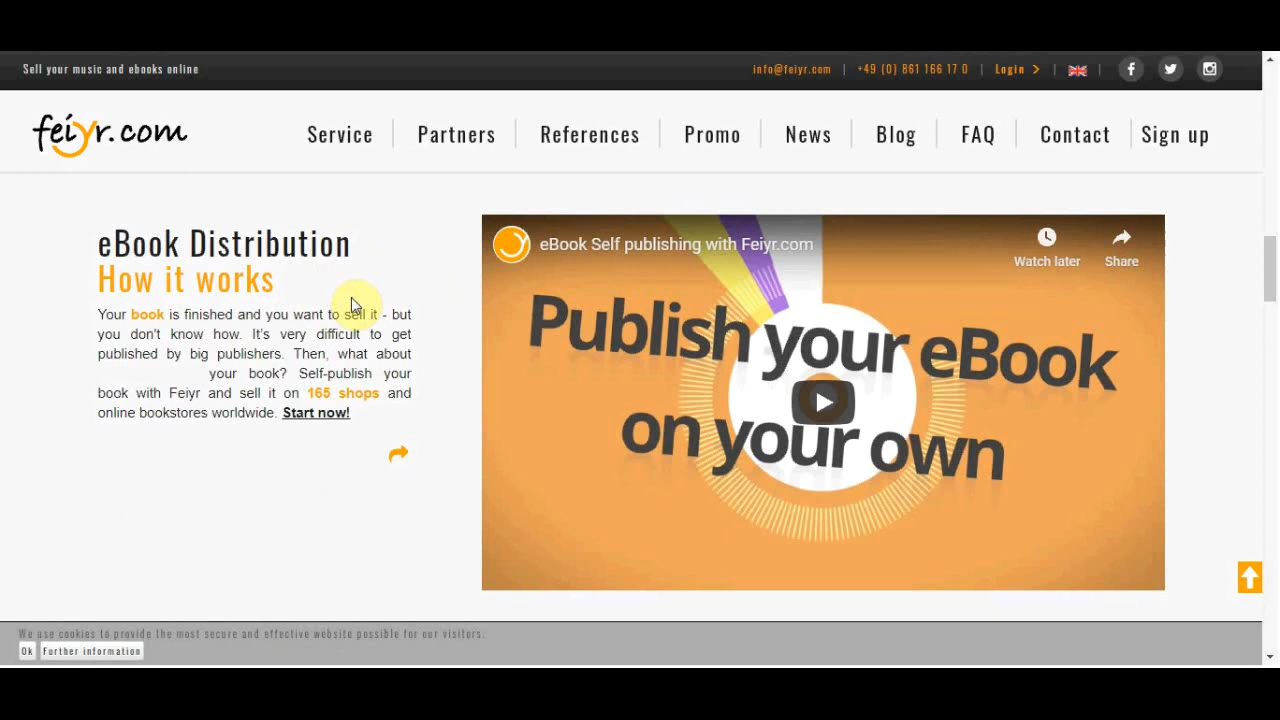 Sell your music and ebooks online
info@feiyr.com | +49 (0) 861 166 17 0 | Login > | |
feiyr.com
Service
Partners
References
Promo
News
Blog
FAQ
Contact
Sign up
eBook Distribution
How it works
Your book is finished and you want to sell it - but
you don't know how. It's very difficult to get
published by big publishers. Then, what about
your book? Self-publish your
book with Feiyr and sell it on 165 shops and
online bookstores worldwide. Start now!
eBook Self publishing with Feiyr.com
Watch later
Share
Publish your eBook
on your own
We use cookies to provide the most secure and effective website possible for our visitors.
Ok
Further information